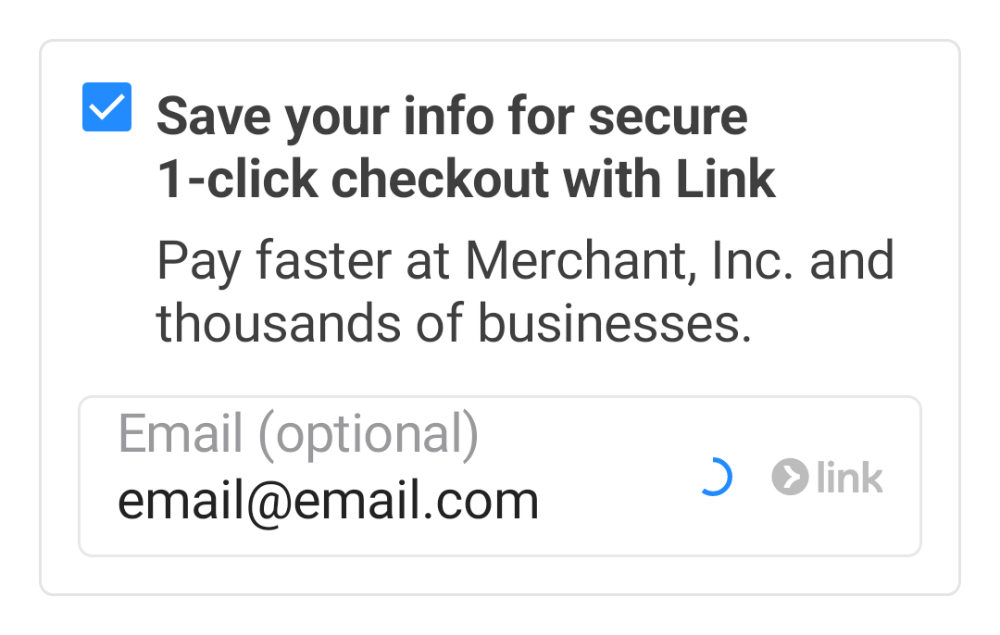 Save your info for secure
1-click checkout with Link
Pay faster at Merchant, Inc. and
thousands of businesses.
Email (optional)
email@email.com
link